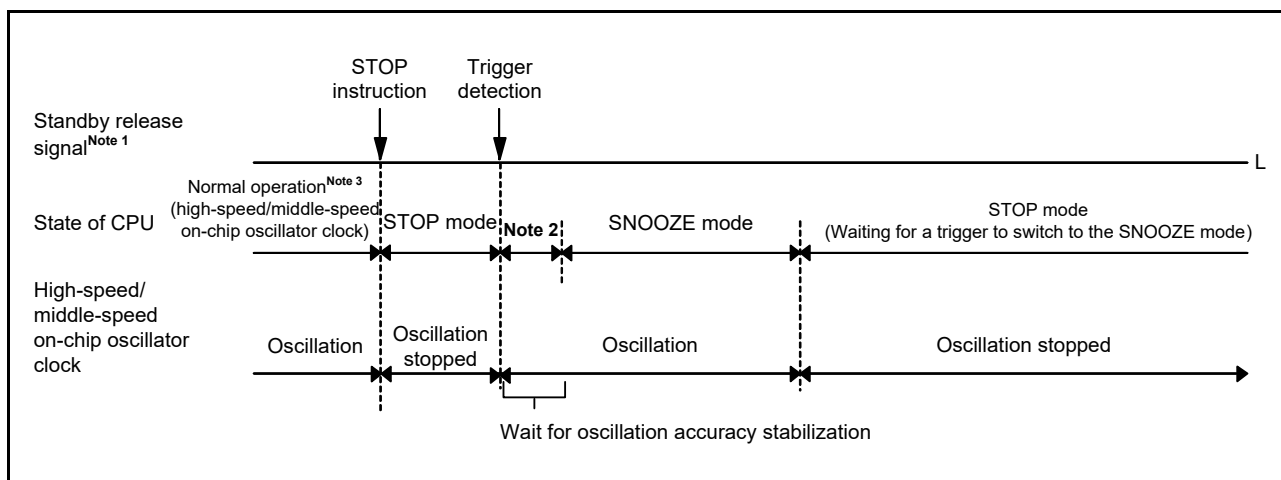 STOP
instruction
Trigger
detection
Standby release
signalNote 1
L
State of CPU
Normal operationNote 3
(high-speed/middle-speed
on-chip oscillator clock)
STOP mode
Note 2
SNOOZE mode
STOP mode
(Waiting for a trigger to switch to the SNOOZE mode)
High-speed/
middle-speed
on-chip oscillator
clock
Oscillation
Oscillation
stopped
Oscillation
Oscillation stopped
Wait for oscillation accuracy stabilization